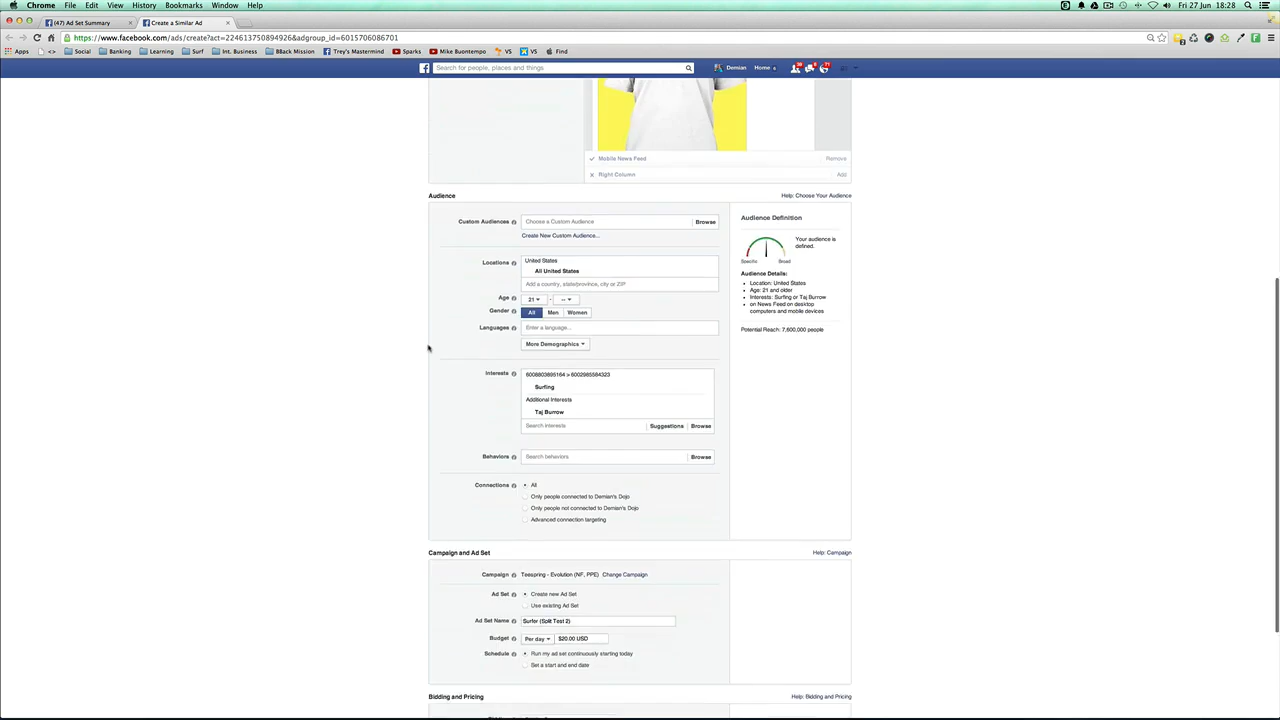 Chrome File Edit View History Bookmarks Window Help
Fri 27 Jun 18:28
(47) Ad Set Summary
Create a Similar Ad
https://www.facebook.com/ads/create?act=224613750894926&adgroup_id=6015706086701
Apps Social Banking Learning Surf Int. Business BBack Mission Trey's Mastermind Sparks Mike Buontempo VS VS Find
Search for people, places and things
Demian Home
Mobile News Feed Remove
Right Column Add
Audience
Help: Choose Your Audience
Custom Audiences Choose a Custom Audience Browse
Create New Custom Audience...
Locations United States
All United States
Add a country, state/province, city or ZIP
Age 21 - --
Gender All Men Women
Languages Enter a language...
More Demographics
Interests 6008803895164 > 6002985584323
Surfing
Additional Interests
Taj Burrow
Search interests Suggestions Browse
Behaviors Search behaviors Browse
Connections All
Only people connected to Demian's Dojo
Only people not connected to Demian's Dojo
Advanced connection targeting
Audience Definition
Your audience is
defined.
Specific Broad
Audience Details:
Location: United States
Age: 21 and older
Interests: Surfing or Taj Burrow
on News Feed on desktop
computers and mobile devices
Potential Reach: 7,600,000 people
Campaign and Ad Set
Help: Campaign
Campaign Teespring - Evolution (NF, PPE) Change Campaign
Ad Set Create new Ad Set
Use existing Ad Set
Ad Set Name Surfer (Split Test 2)
Budget Per day $20.00 USD
Schedule Run my ad set continuously starting today
Set a start and end date
Bidding and Pricing
Help: Bidding and Pricing